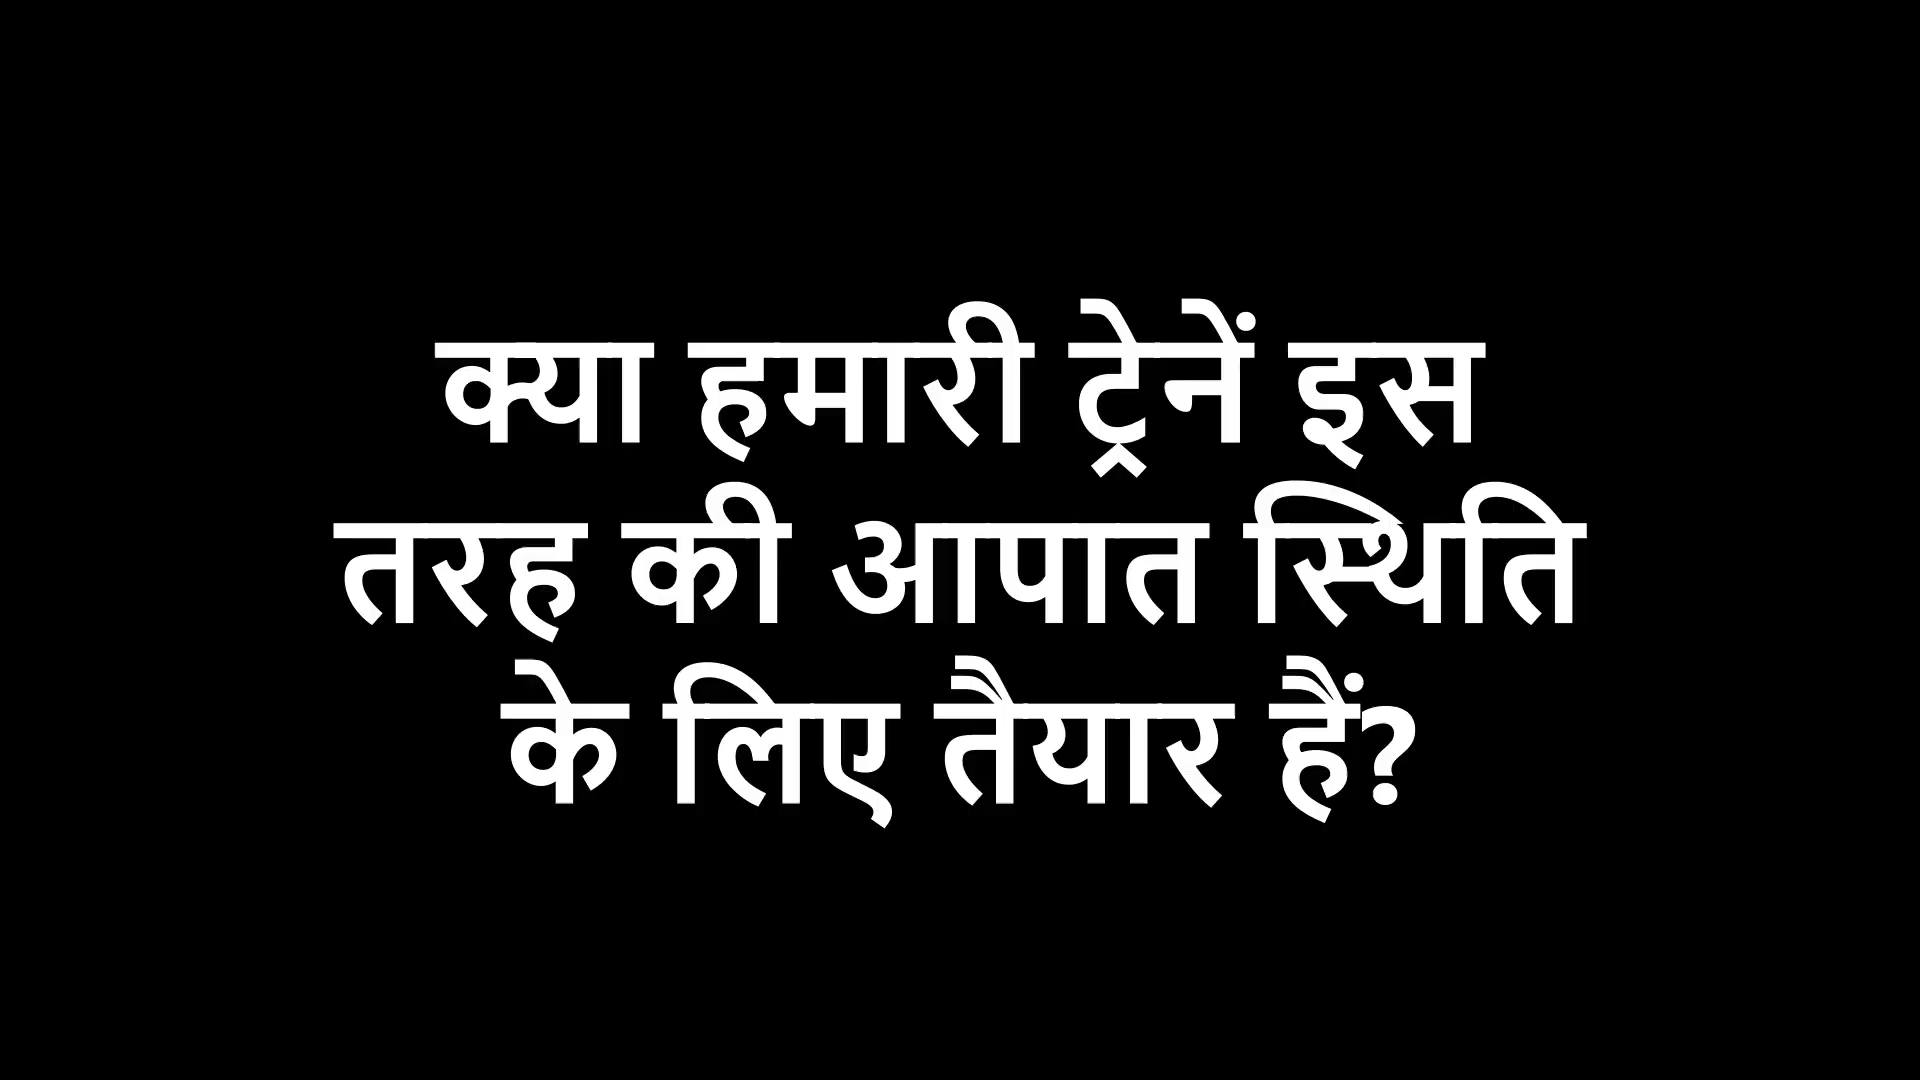 क्या हमारी ट्रेनें इस
तरह की आपात स्थिति
के लिए तैयार हैं?